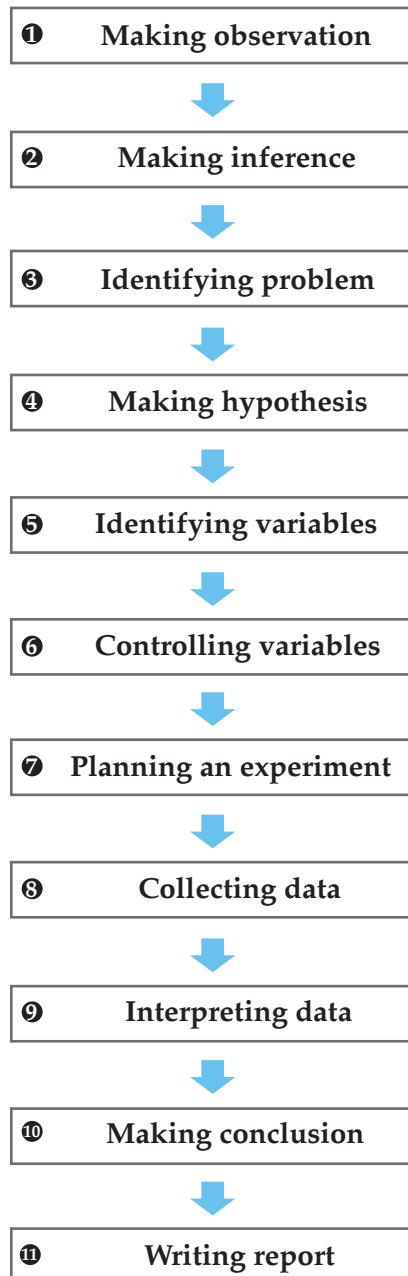 ❶ Making observation
❷ Making inference
❸ Identifying problem
❹ Making hypothesis
❺ Identifying variables
❻ Controlling variables
❼ Planning an experiment
❽ Collecting data
❾ Interpreting data
❿ Making conclusion
⓫ Writing report